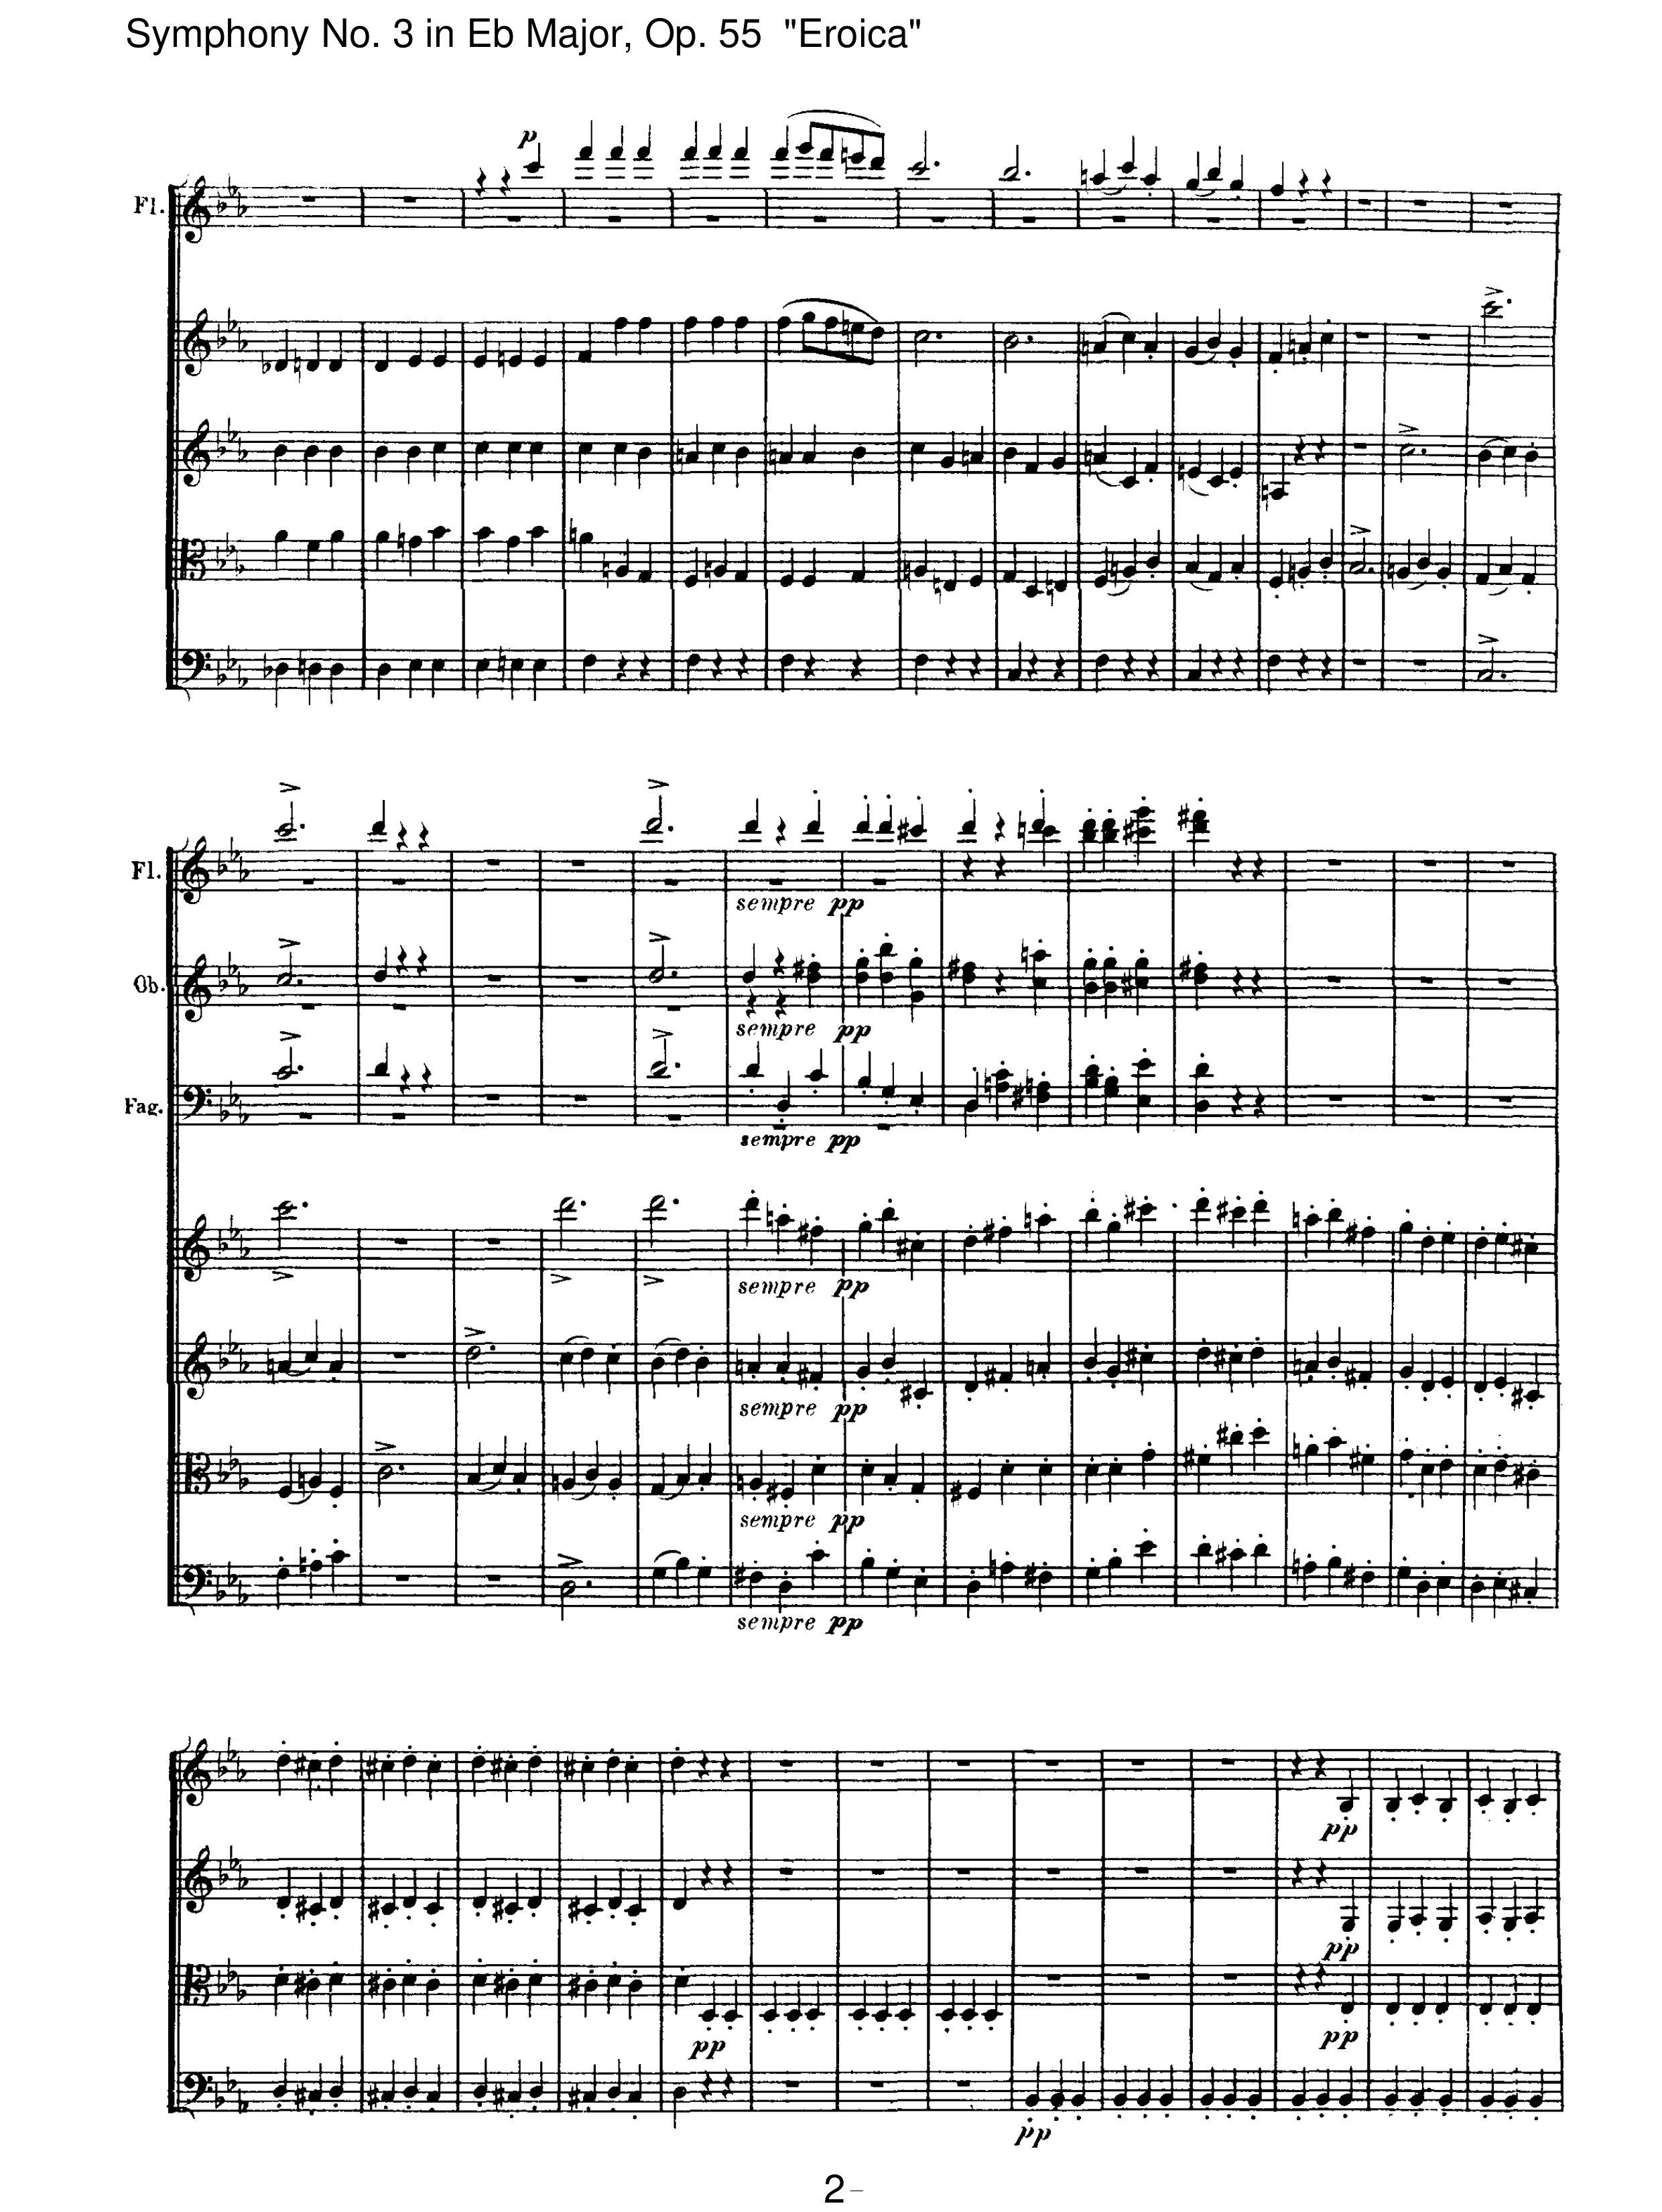 Symphony No. 3 in Eb Major, Op. 55 "Eroica"
p
Fl.
Fl.
sempre pp
Ob.
sempre pp
Fag.
sempre pp
sempre pp
sempre pp
sempre pp
sempre pp
pp
pp
pp
pp
pp
2-